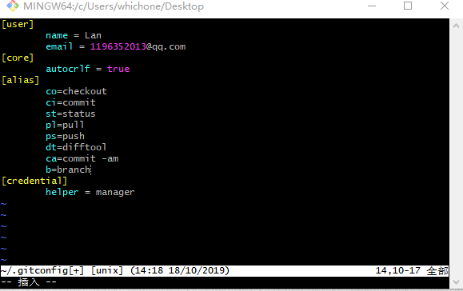 MINGW64:/c/Users/whichone/Desktop
[user]
name = Lan
email = 1196352013@qq.com
[core]
autocrlf = true
[alias]
co=checkout
ci=commit
st=status
pl=pull
ps=push
dt=difftool
ca=commit -am
b=branch
[credential]
helper = manager
~
~
~
~
~
~
~/.gitconfig[+] [unix] (14:18 18/10/2019) 14,10-17 全部
-- 插入 --